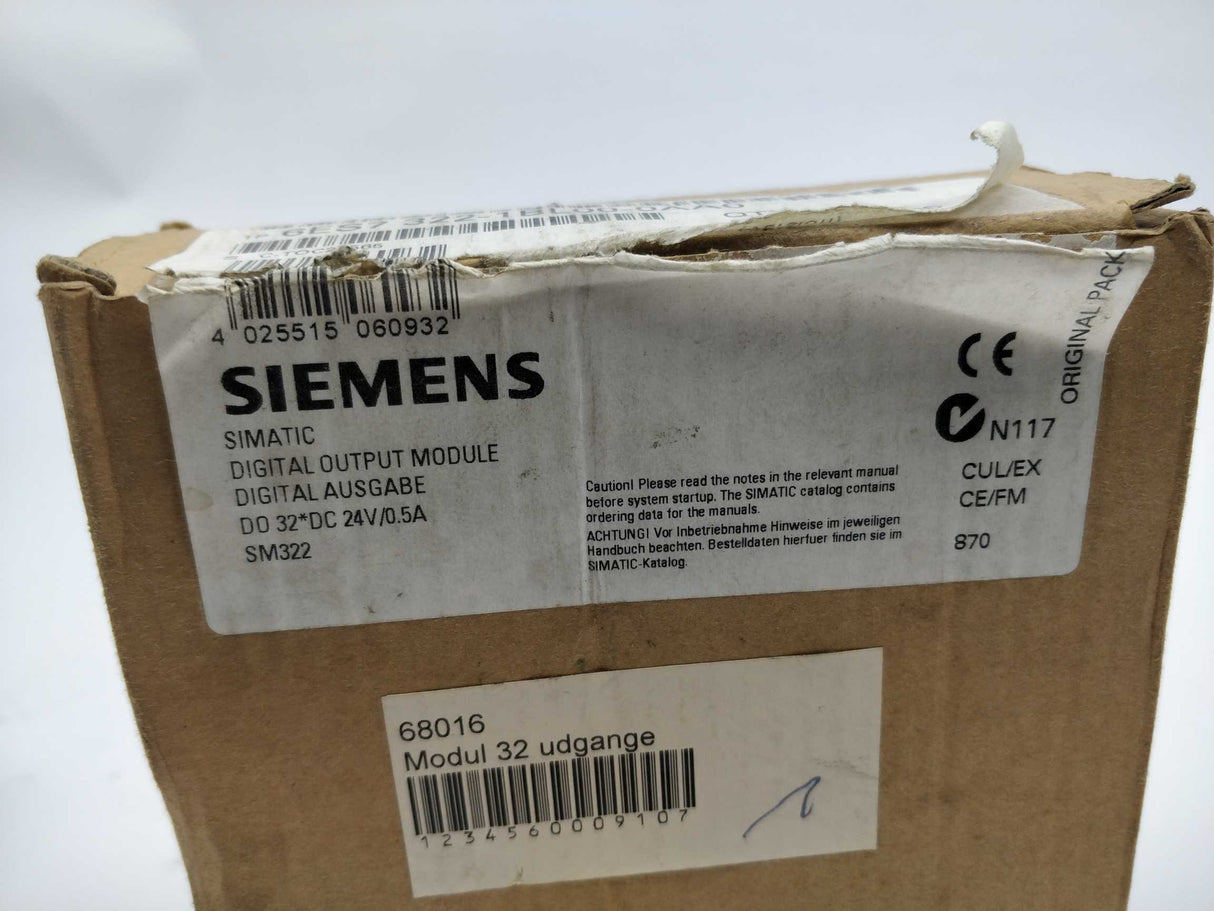 4 025515 060932
SIEMENS
SIMATIC
DIGITAL OUTPUT MODULE
DIGITAL AUSGABE
DO 32*DC 24V/0.5A
SM322
Caution! Please read the notes in the relevant manual
before system startup. The SIMATIC catalog contains
ordering data for the manuals.
ACHTUNG! Vor Inbetriebnahme Hinweise im jeweiligen
Handbuch beachten. Bestelldaten hierfuer finden sie im
SIMATIC-Katalog.
CE
N117
CUL/EX
CE/FM
870
ORIGINAL PACK
68016
Modul 32 udgange
1234560009107